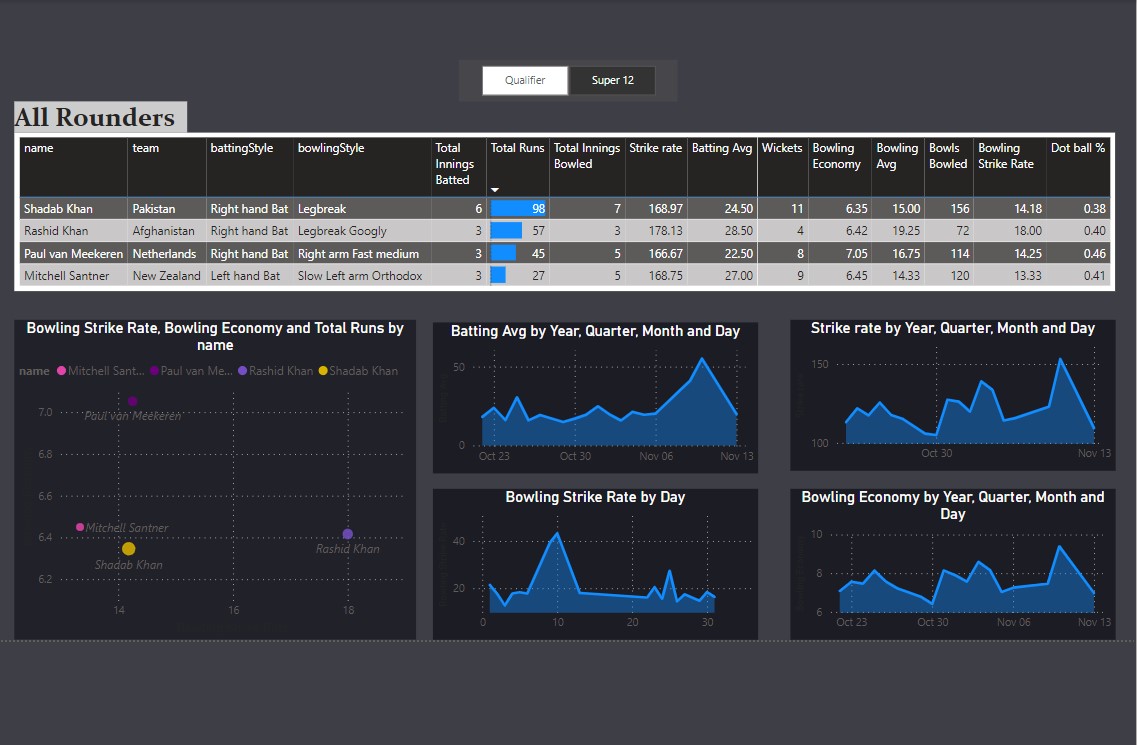 Qualifier Super 12
All Rounders
name team battingStyle bowlingStyle Total Innings Batted Total Runs Total Innings Bowled Strike rate Batting Avg Wickets Bowling Economy Bowling Avg Bowls Bowled Bowling Strike Rate Dot ball %
Shadab Khan Pakistan Right hand Bat Legbreak 6 98 7 168.97 24.50 11 6.35 15.00 156 14.18 0.38
Rashid Khan Afghanistan Right hand Bat Legbreak Googly 3 57 3 178.13 28.50 4 6.42 19.25 72 18.00 0.40
Paul van Meekeren Netherlands Right hand Bat Right arm Fast medium 3 45 5 166.67 22.50 8 7.05 16.75 114 14.25 0.46
Mitchell Santner New Zealand Left hand Bat Slow Left arm Orthodox 3 27 5 168.75 27.00 9 6.45 14.33 120 13.33 0.41
Bowling Strike Rate, Bowling Economy and Total Runs by
name
name Mitchell Sant... Paul van Me... Rashid Khan Shadab Khan
7.0
Paul van Meekeren
6.8
6.6
Mitchell Santner
6.4
Rashid Khan
Shadab Khan
6.2
14 16 18
Batting Avg by Year, Quarter, Month and Day
50
0
Oct 23 Oct 30 Nov 06 Nov 13
Strike rate by Year, Quarter, Month and Day
150
100
Oct 30 Nov 13
Bowling Strike Rate by Day
40
20
0 10 20 30
Bowling Economy by Year, Quarter, Month and
Day
10
8
6
Oct 23 Oct 30 Nov 06 Nov 13